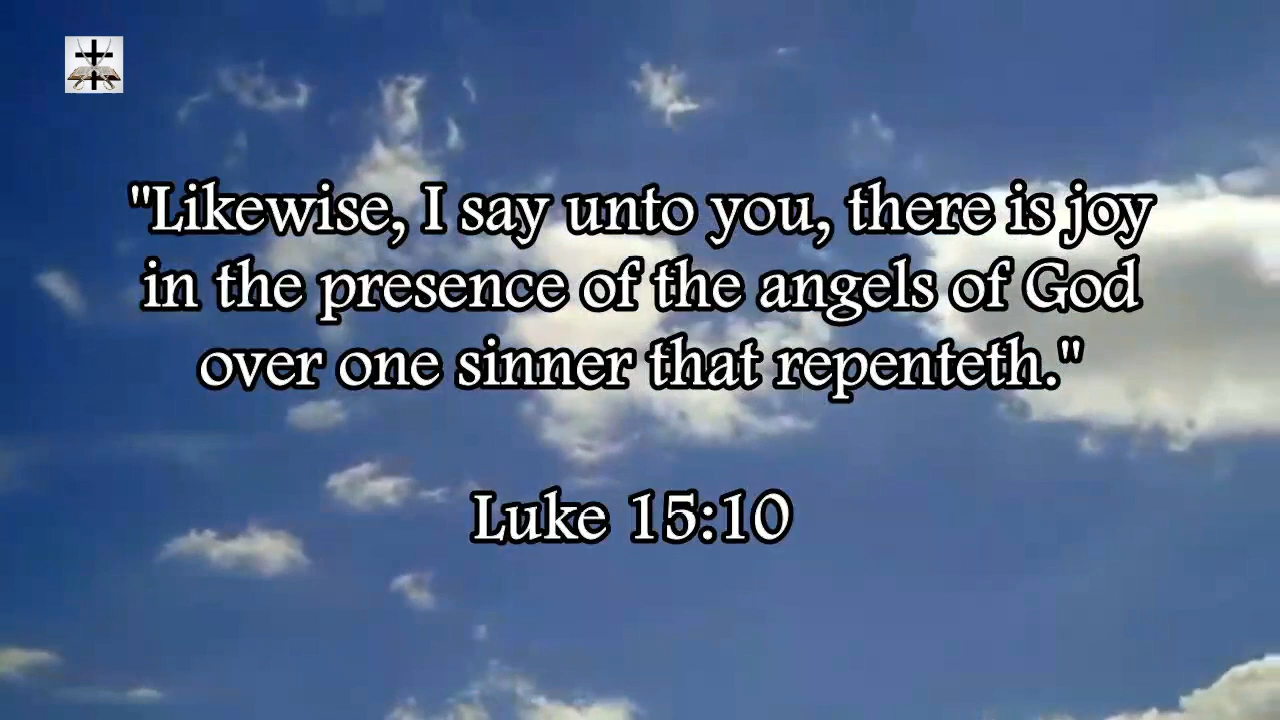 "Likewise, I say unto you, there is joy
in the presence of the angels of God
over one sinner that repenteth."
Luke 15:10